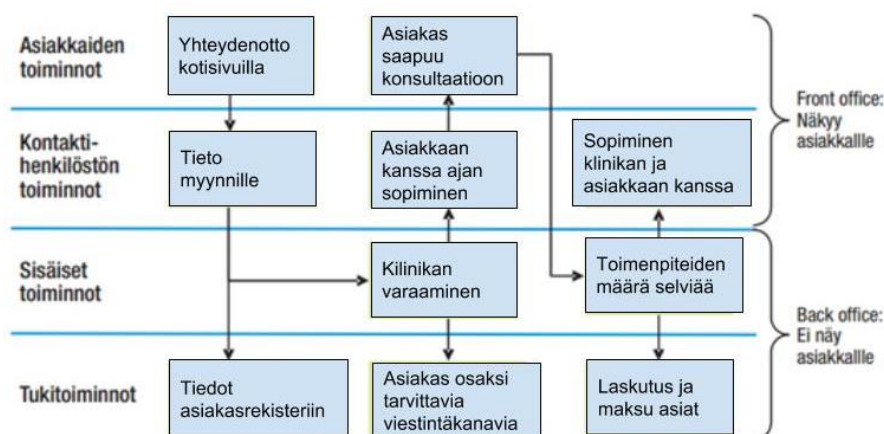 Asiakkaiden
toiminnot
Yhteydenotto
kotisivuilla
Asiakas
saapuu
konsultaatioon
Front office:
Näkyy
asiakkallle
Kontakti-
henkilöstön
toiminnot
Tieto
myynnille
Asiakkaan
kanssa ajan
sopiminen
Sopiminen
klinikan ja
asiakkaan kanssa
Sisäiset
toiminnot
Kilinikan
varaaminen
Toimenpiteiden
määrä selviää
Back office:
Ei näy
asiakkallle
Tukitoiminnot
Tiedot
asiakasrekisteriin
Asiakas osaksi
tarvittavia
viestintäkanavia
Laskutus ja
maksu asiat